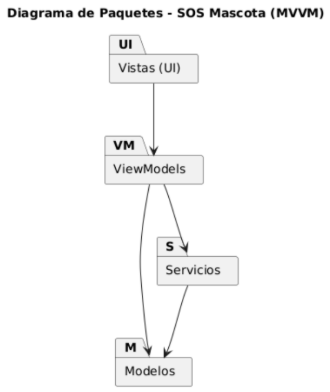 Diagrama de Paquetes - SOS Mascota (MVVM)
UI
Vistas (UI)
VM
ViewModels
S
Servicios
M
Modelos